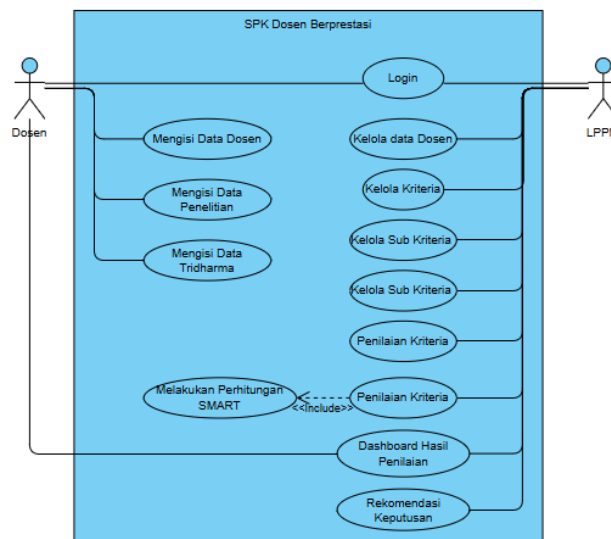 SPK Dosen Berprestasi
Login
Dosen
LPPM
Mengisi Data Dosen
Kelola data Dosen
Mengisi Data
Penelitian
Kelola Kriteria
Mengisi Data
Tridharma
Kelola Sub Kriteria
Kelola Sub Kriteria
Penilaian Kriteria
Melakukan Perhitungan
SMART
<<Include>>
Penilaian Kriteria
Dashboard Hasil
Penilaian
Rekomendasi
Keputusan